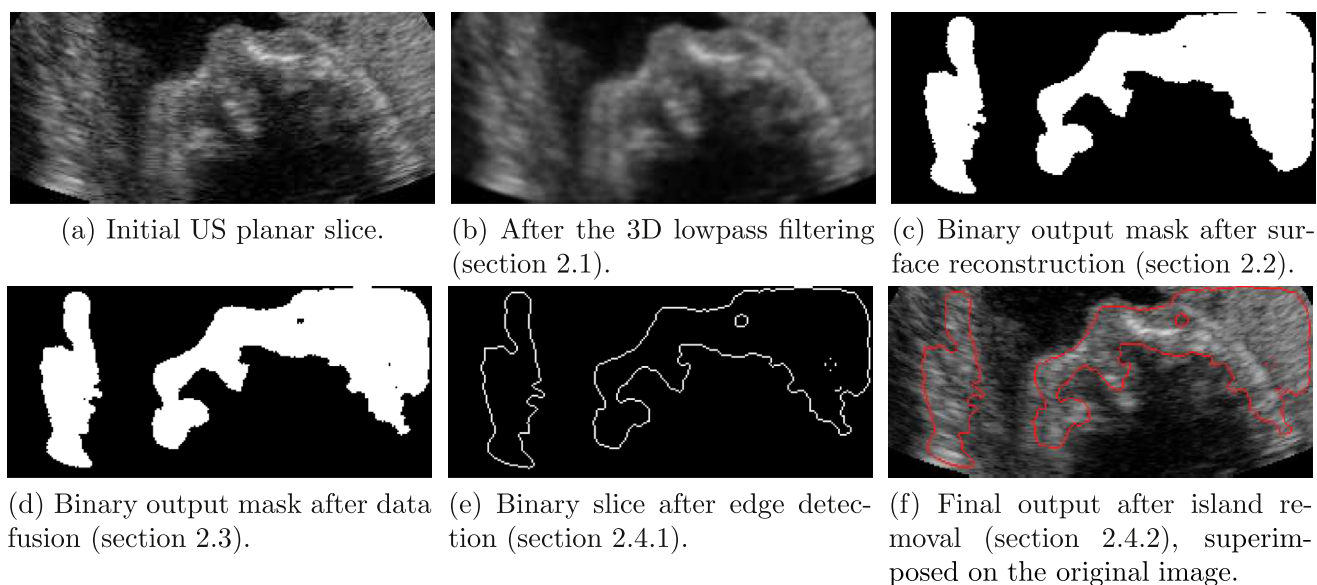 (a) Initial US planar slice.
(b) After the 3D lowpass filtering
(section 2.1).
(c) Binary output mask after sur-
face reconstruction (section 2.2).
(d) Binary output mask after data
fusion (section 2.3).
(e) Binary slice after edge detec-
tion (section 2.4.1).
(f) Final output after island re-
moval (section 2.4.2), superim-
posed on the original image.